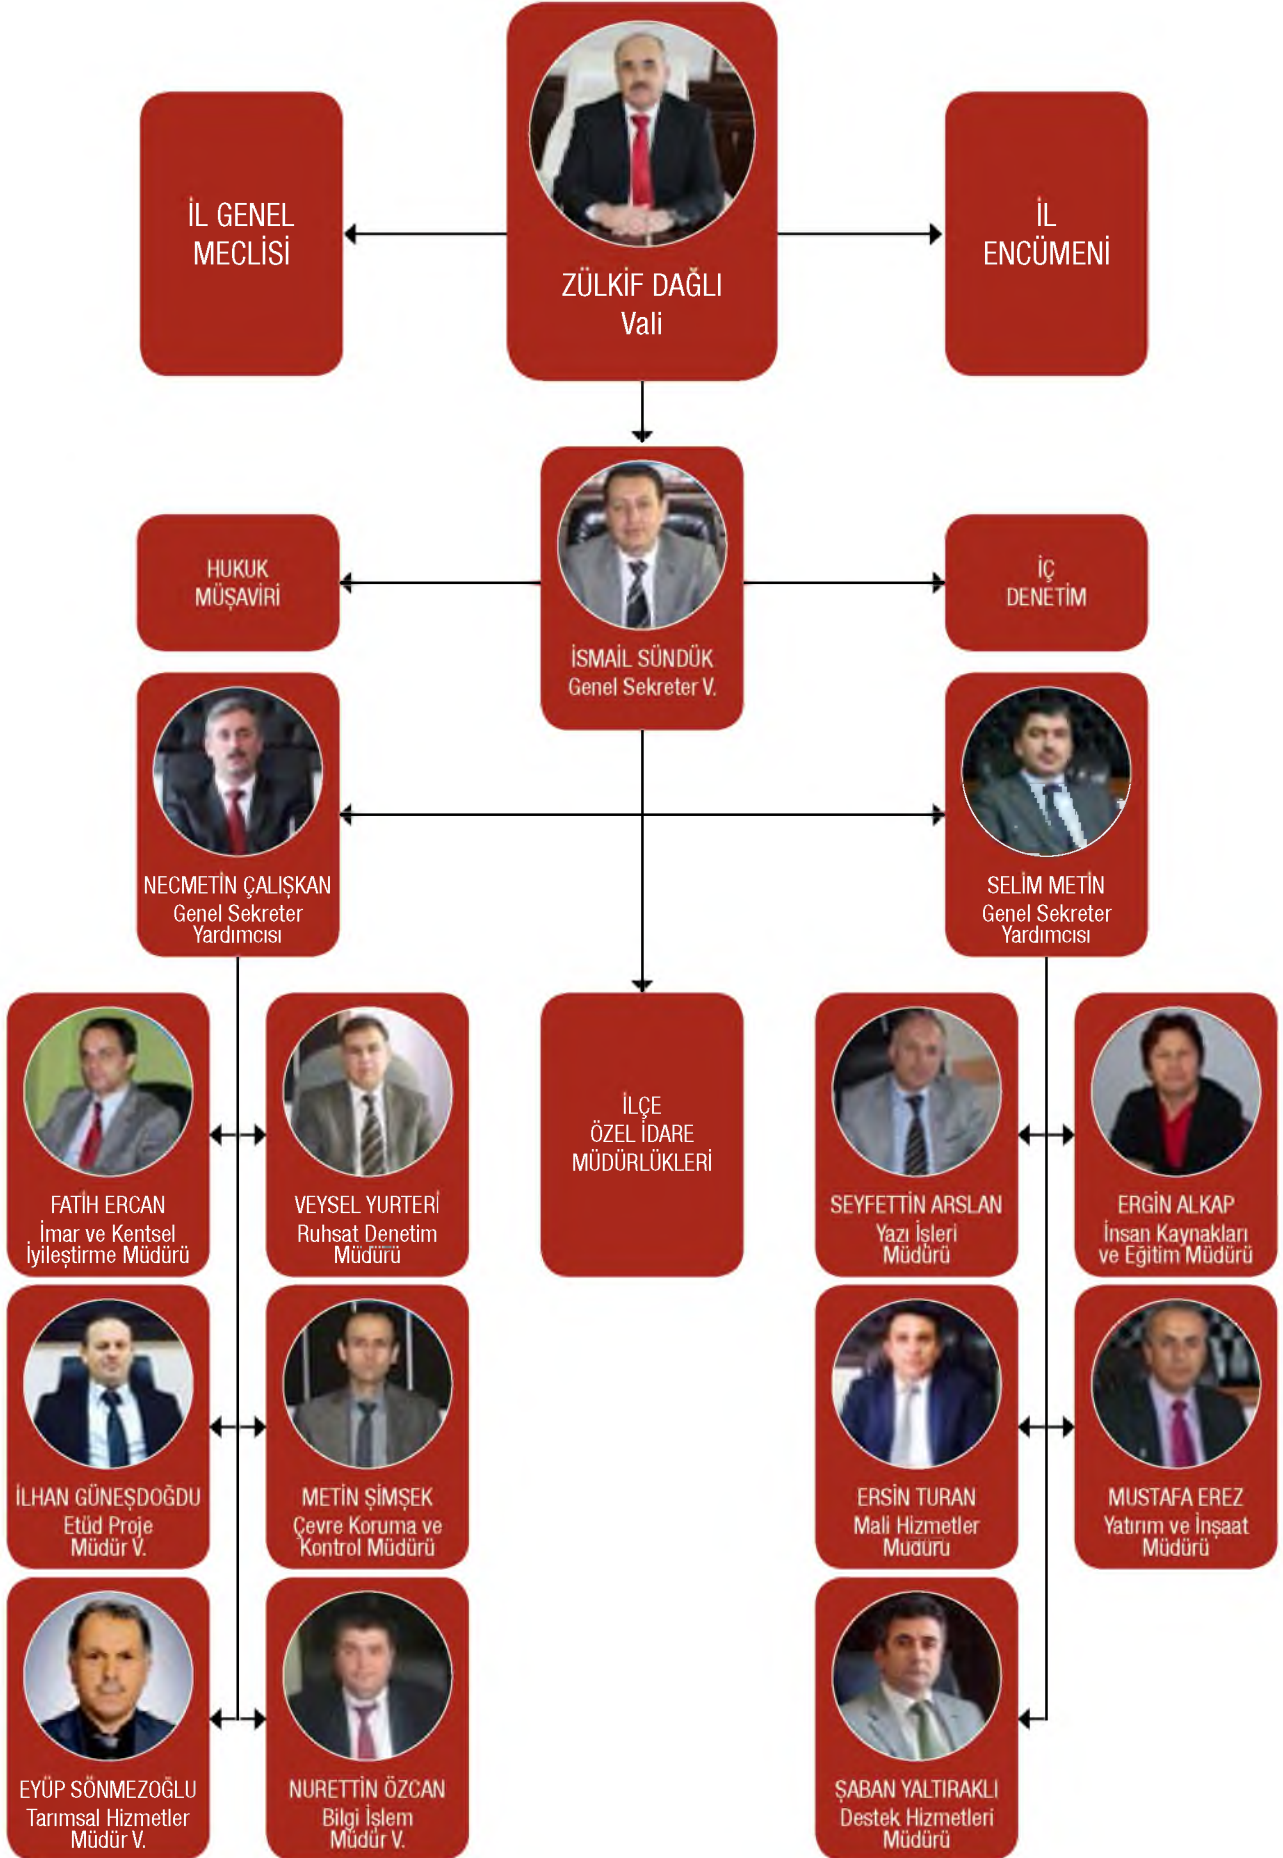 İL GENEL
MECLİSİ
ZÜLKİF DAĞLI
Vali
İL
ENCÜMENİ
HUKUK
MÜŞAVİRİ
İSMAİL SÜNDÜK
Genel Sekreter V.
İÇ
DENETİM
NECMETİN ÇALIŞKAN
Genel Sekreter
Yardımcısı
SELİM METİN
Genel Sekreter
Yardımcısı
FATİH ERCAN
İmar ve Kentsel
İyileştirme Müdürü
VEYSEL YURTERİ
Ruhsat Denetim
Müdürü
İLÇE
ÖZEL İDARE
MÜDÜRLÜKLERİ
SEYFETTİN ARSLAN
Yazı İşleri
Müdürü
ERGİN ALKAP
İnsan Kaynakları
ve Eğitim Müdürü
İLHAN GÜNEŞDOĞDU
Etüd Proje
Müdür V.
METİN ŞİMŞEK
Çevre Koruma ve
Kontrol Müdürü
ERSİN TURAN
Mali Hizmetler
Müdürü
MUSTAFA EREZ
Yatırım ve İnşaat
Müdürü
EYÜP SÖNMEZOĞLU
Tarımsal Hizmetler
Müdür V.
NURETTİN ÖZCAN
Bilgi İşlem
Müdür V.
ŞABAN YALTIRAKLI
Destek Hizmetleri
Müdürü